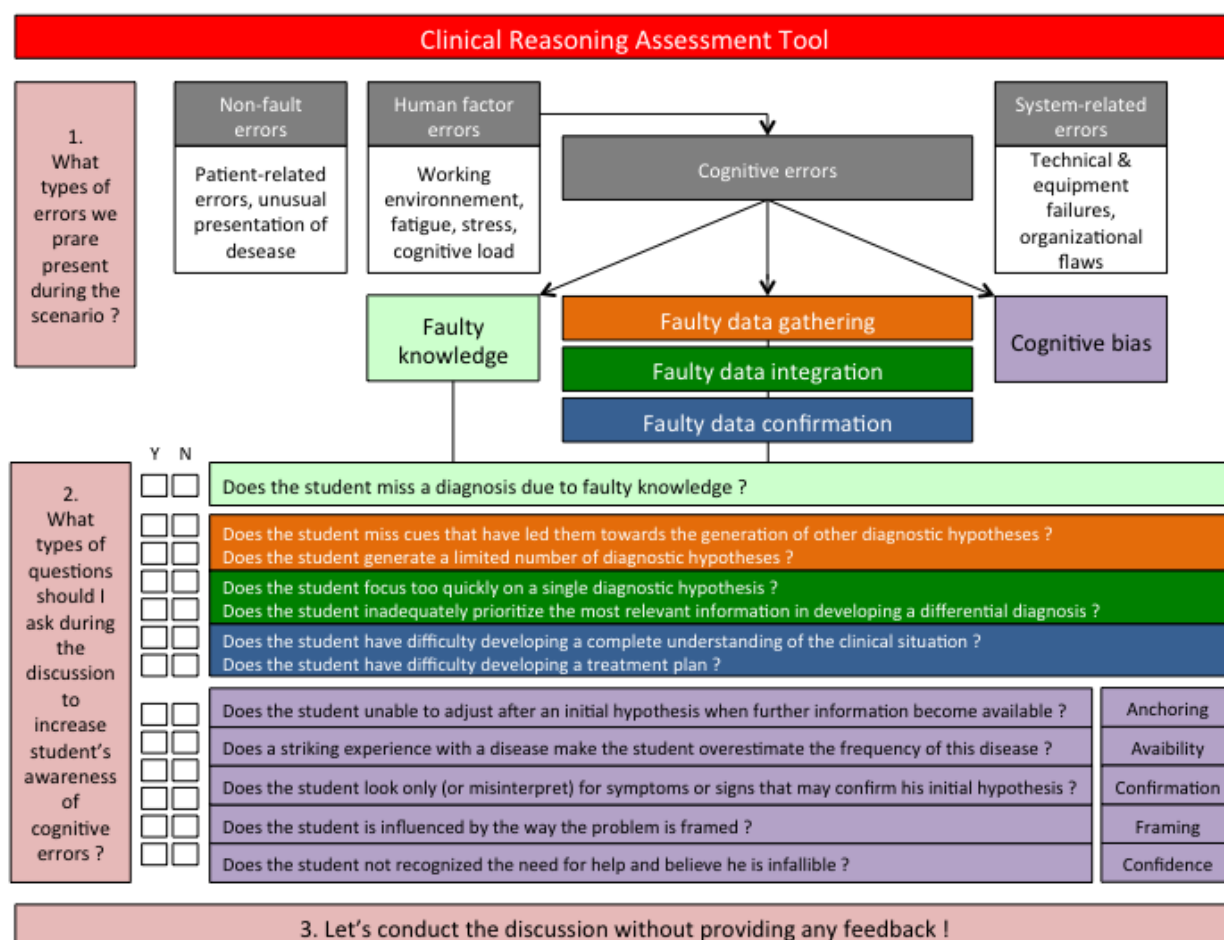 Clinical Reasoning Assessment Tool
1.
What
types of
errors we
prare
present
during the
scenario ?
Non-fault
errors
Patient-related
errors, unusual
presentation of
desease
Human factor
errors
Working
environnement,
fatigue, stress,
cognitive load
Cognitive errors
System-related
errors
Technical &
equipment
failures,
organizational
flaws
Faulty
knowledge
Faulty data gathering
Faulty data integration
Faulty data confirmation
Cognitive bias
2.
What
types of
questions
should I
ask during
the
discussion
to
increase
student's
awareness
of
cognitive
errors ?
Y N
Does the student miss a diagnosis due to faulty knowledge ?
Does the student miss cues that have led them towards the generation of other diagnostic hypotheses ?
Does the student generate a limited number of diagnostic hypotheses ?
Does the student focus too quickly on a single diagnostic hypothesis ?
Does the student inadequately prioritize the most relevant information in developing a differential diagnosis ?
Does the student have difficulty developing a complete understanding of the clinical situation ?
Does the student have difficulty developing a treatment plan ?
Does the student unable to adjust after an initial hypothesis when further information become available ?
Anchoring
Does a striking experience with a disease make the student overestimate the frequency of this disease ?
Avaibility
Does the student look only (or misinterpret) for symptoms or signs that may confirm his initial hypothesis ?
Confirmation
Does the student is influenced by the way the problem is framed ?
Framing
Does the student not recognized the need for help and believe he is infallible ?
Confidence
3. Let's conduct the discussion without providing any feedback !